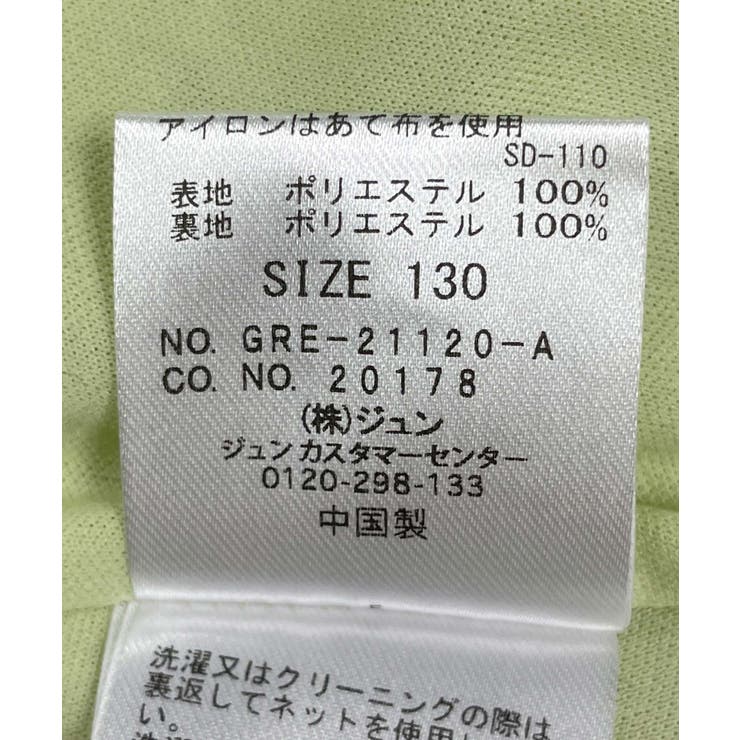 アイロンはあて布を使用
SD-110
表地 ポリエステル 100%
裏地 ポリエステル 100%
SIZE 130
NO. GRE-21120-A
CO. NO. 20178
(株)ジュン
ジュンカスタマーセンター
0120-298-133
中国製
洗濯又はクリーニングの際は
裏返してネットを使用
い。